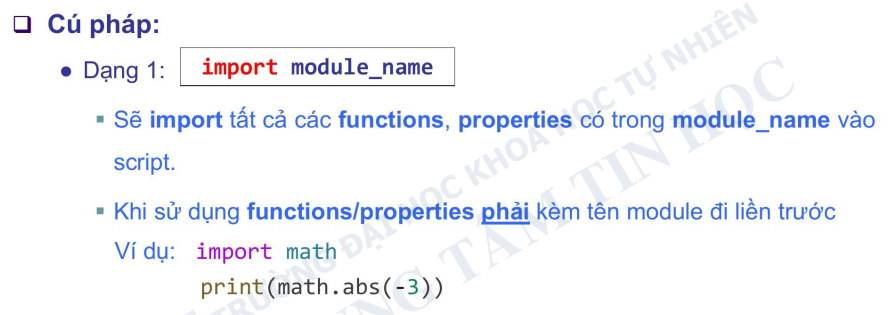 ❑ Cú pháp:
● Dạng 1: import module_name
▪ Sẽ import tất cả các functions, properties có trong module_name vào
script.
▪ Khi sử dụng functions/properties phải kèm tên module đi liền trước
Ví dụ: import math
print(math.abs(-3))
TRƯỜNG ĐẠI HỌC KHOA HỌC TỰ NHIÊN
TRUNG TÂM TIN HỌC